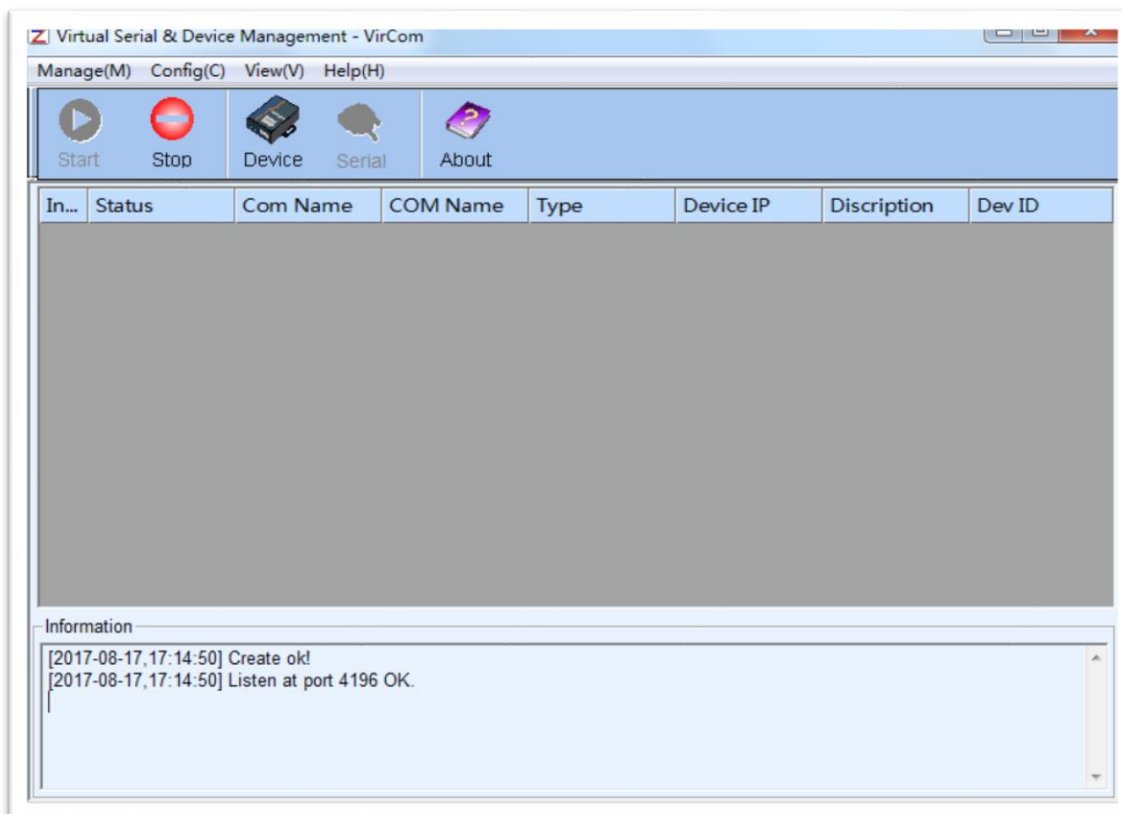 Virtual Serial & Device Management - VirCom
Manage(M) Config(C) View(V) Help(H)
Start Stop Device Serial About
In... Status Com Name COM Name Type Device IP Discription Dev ID
Information
[2017-08-17,17:14:50] Create ok!
[2017-08-17,17:14:50] Listen at port 4196 OK.